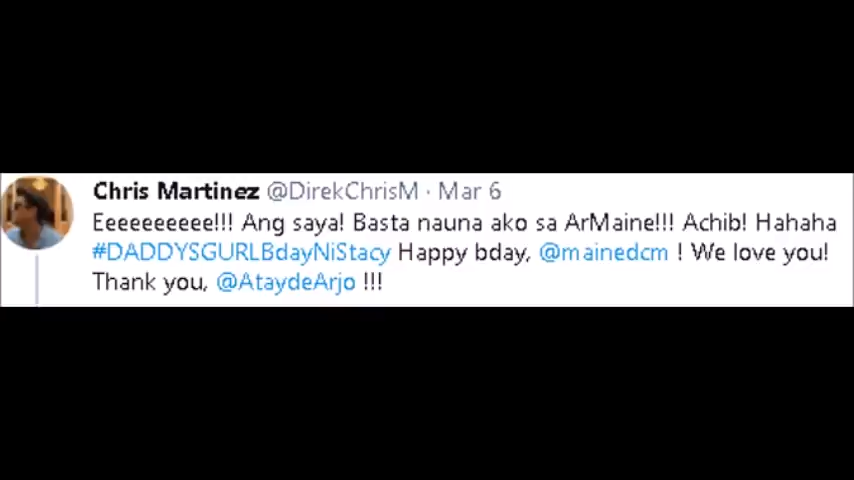 Chris Martinez @DirekChrisM · Mar 6
Eeeeeeeeee!!! Ang saya! Basta nauna ako sa ArMaine!!! Achib! Hahaha
#DADDYSGURLBdayNiStacy Happy bday, @mainedcm ! We love you!
Thank you, @AtaydeArjo !!!